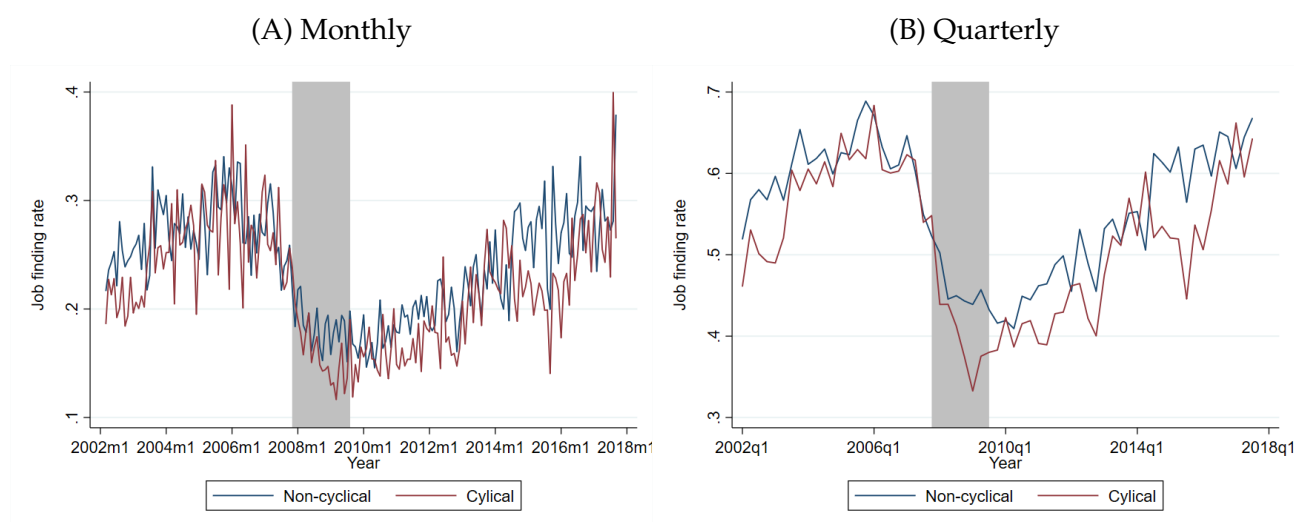 (A) Monthly
.4
.3
.2
.1
Job finding rate
2002m1 2004m1 2006m1 2008m1 2010m1 2012m1 2014m1 2016m1 2018m1
Year
Non-cyclical Cylical
(B) Quarterly
.7
.6
.5
.4
.3
Job finding rate
2002q1 2006q1 2010q1 2014q1 2018q1
Year
Non-cyclical Cylical